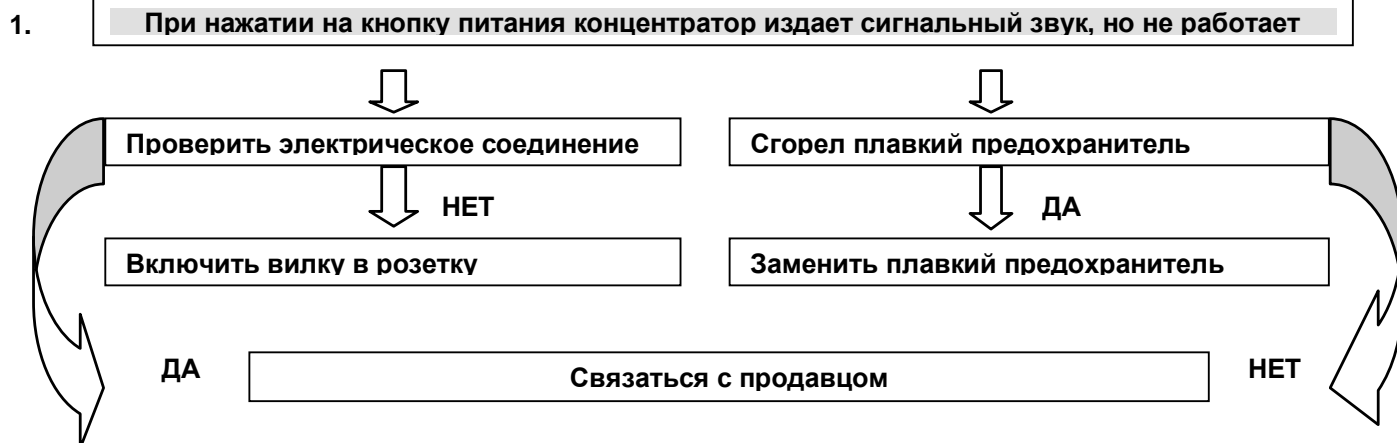 1. При нажатии на кнопку питания концентратор издает сигнальный звук, но не работает
Проверить электрическое соединение
Сгорел плавкий предохранитель
НЕТ
ДА
Включить вилку в розетку
Заменить плавкий предохранитель
ДА
Связаться с продавцом
НЕТ